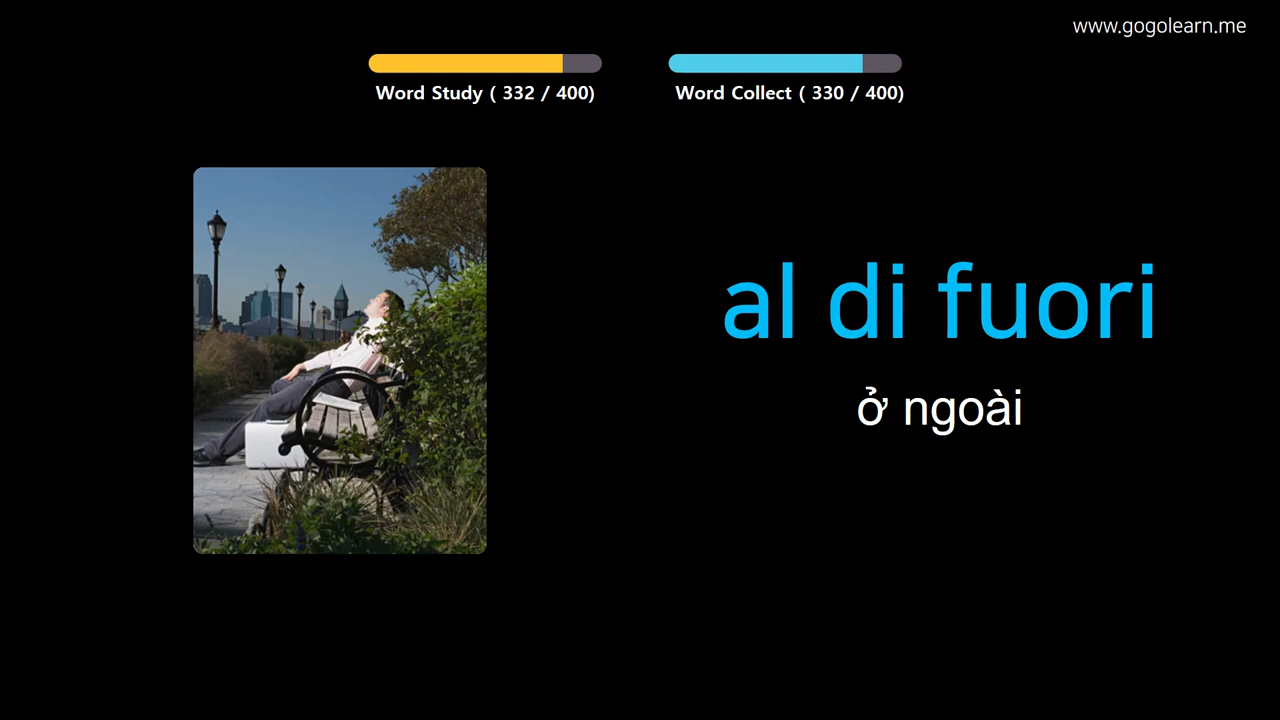 www.gogolearn.me
Word Study ( 332 / 400)
Word Collect ( 330 / 400)
al di fuori
ở ngoài